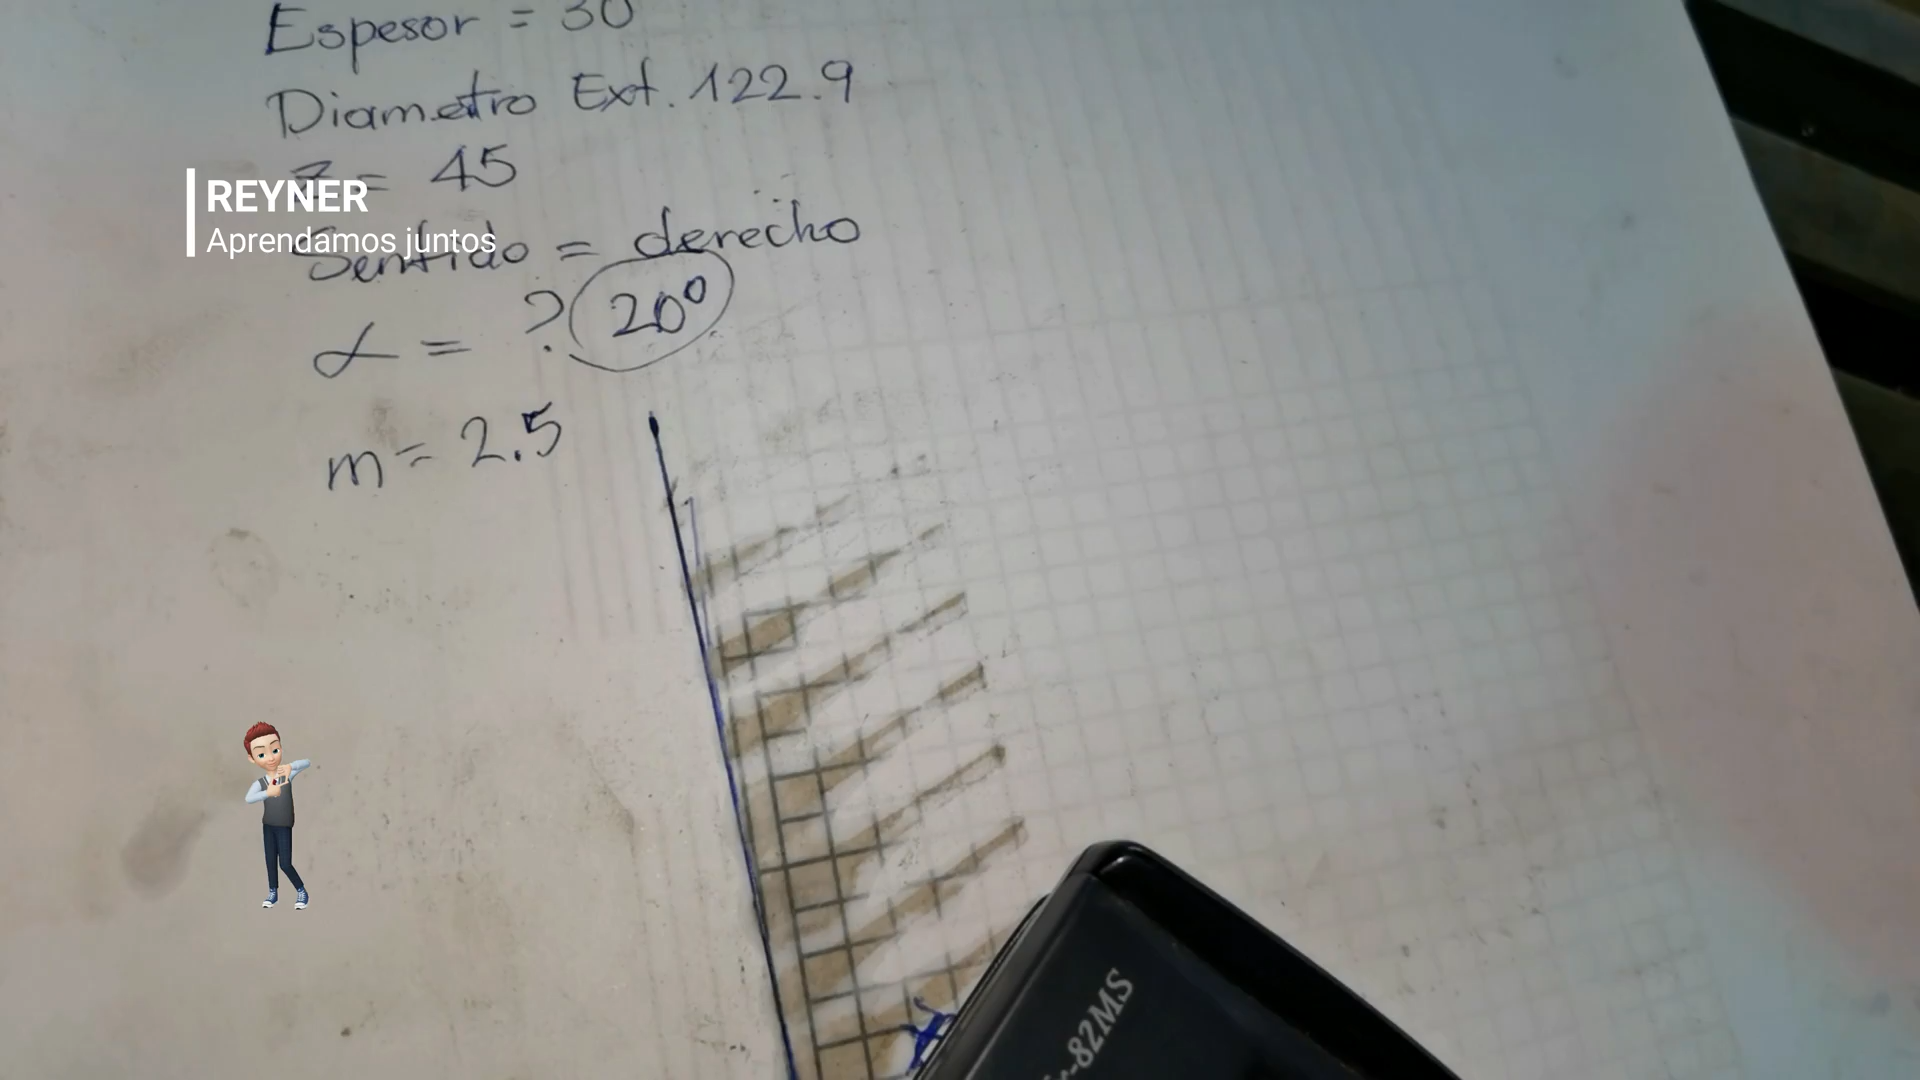 Espesor = 30
Diametro Ext. 122.9
z = 45
REYNER
Sentido = derecho
Aprendamos juntos
α = ? 20°
m = 2.5
-82MS